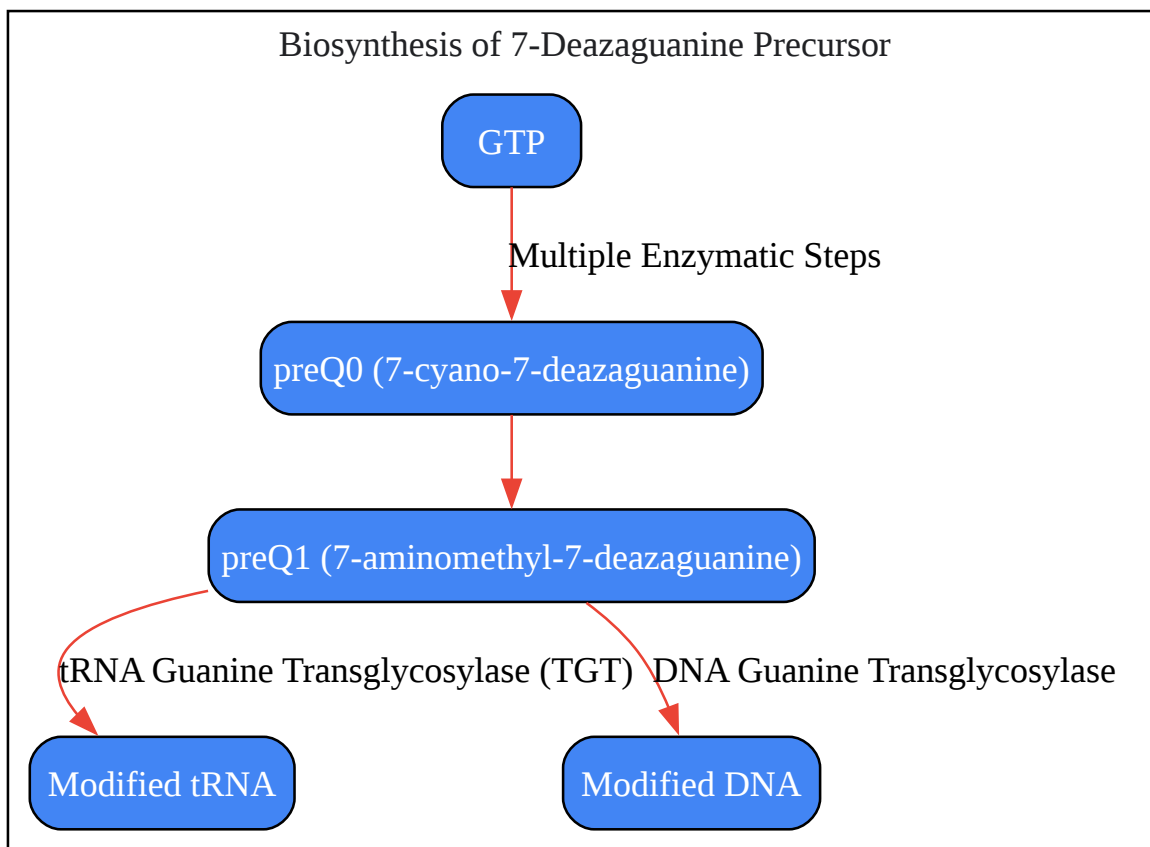 Biosynthesis of 7-Deazaguanine Precursor
GTP
Multiple Enzymatic Steps
preQ0 (7-cyano-7-deazaguanine)
preQ1 (7-aminomethyl-7-deazaguanine)
tRNA Guanine Transglycosylase (TGT)
DNA Guanine Transglycosylase
Modified tRNA
Modified DNA